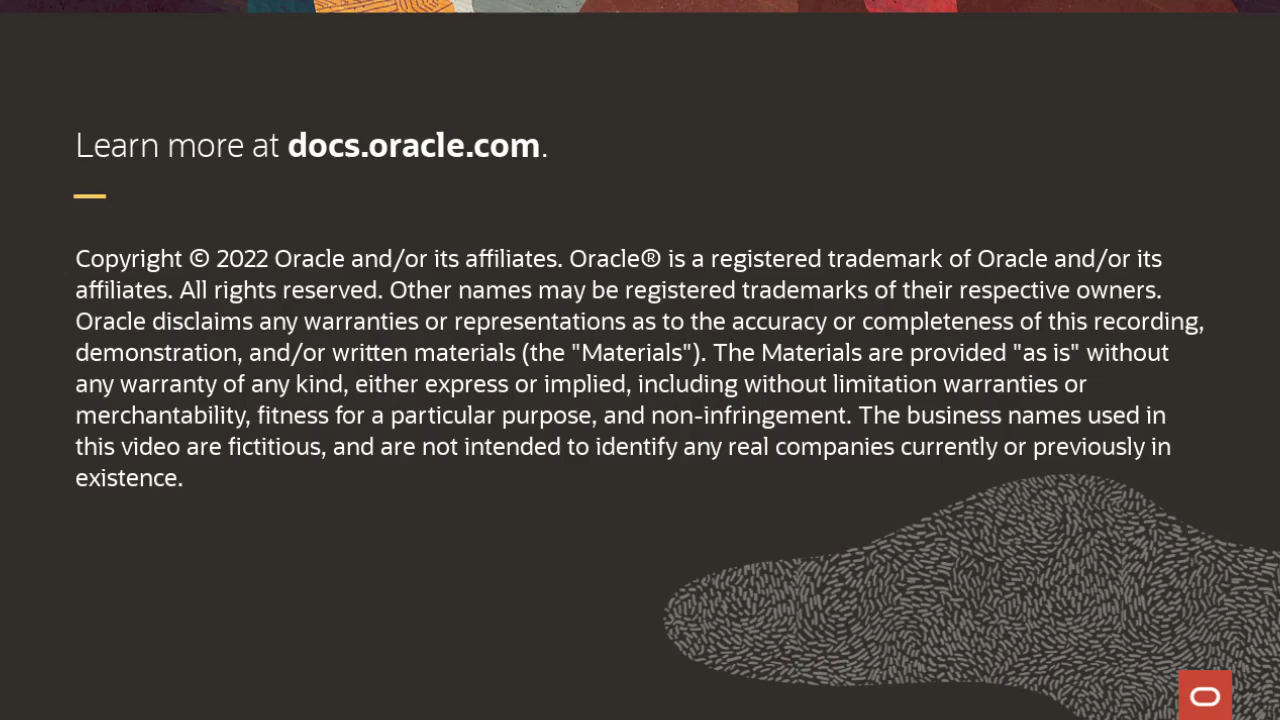 Learn more at docs.oracle.com.
Copyright © 2022 Oracle and/or its affiliates. Oracle® is a registered trademark of Oracle and/or its
affiliates. All rights reserved. Other names may be registered trademarks of their respective owners.
Oracle disclaims any warranties or representations as to the accuracy or completeness of this recording,
demonstration, and/or written materials (the "Materials"). The Materials are provided "as is" without
any warranty of any kind, either express or implied, including without limitation warranties or
merchantability, fitness for a particular purpose, and non-infringement. The business names used in
this video are fictitious, and are not intended to identify any real companies currently or previously in
existence.